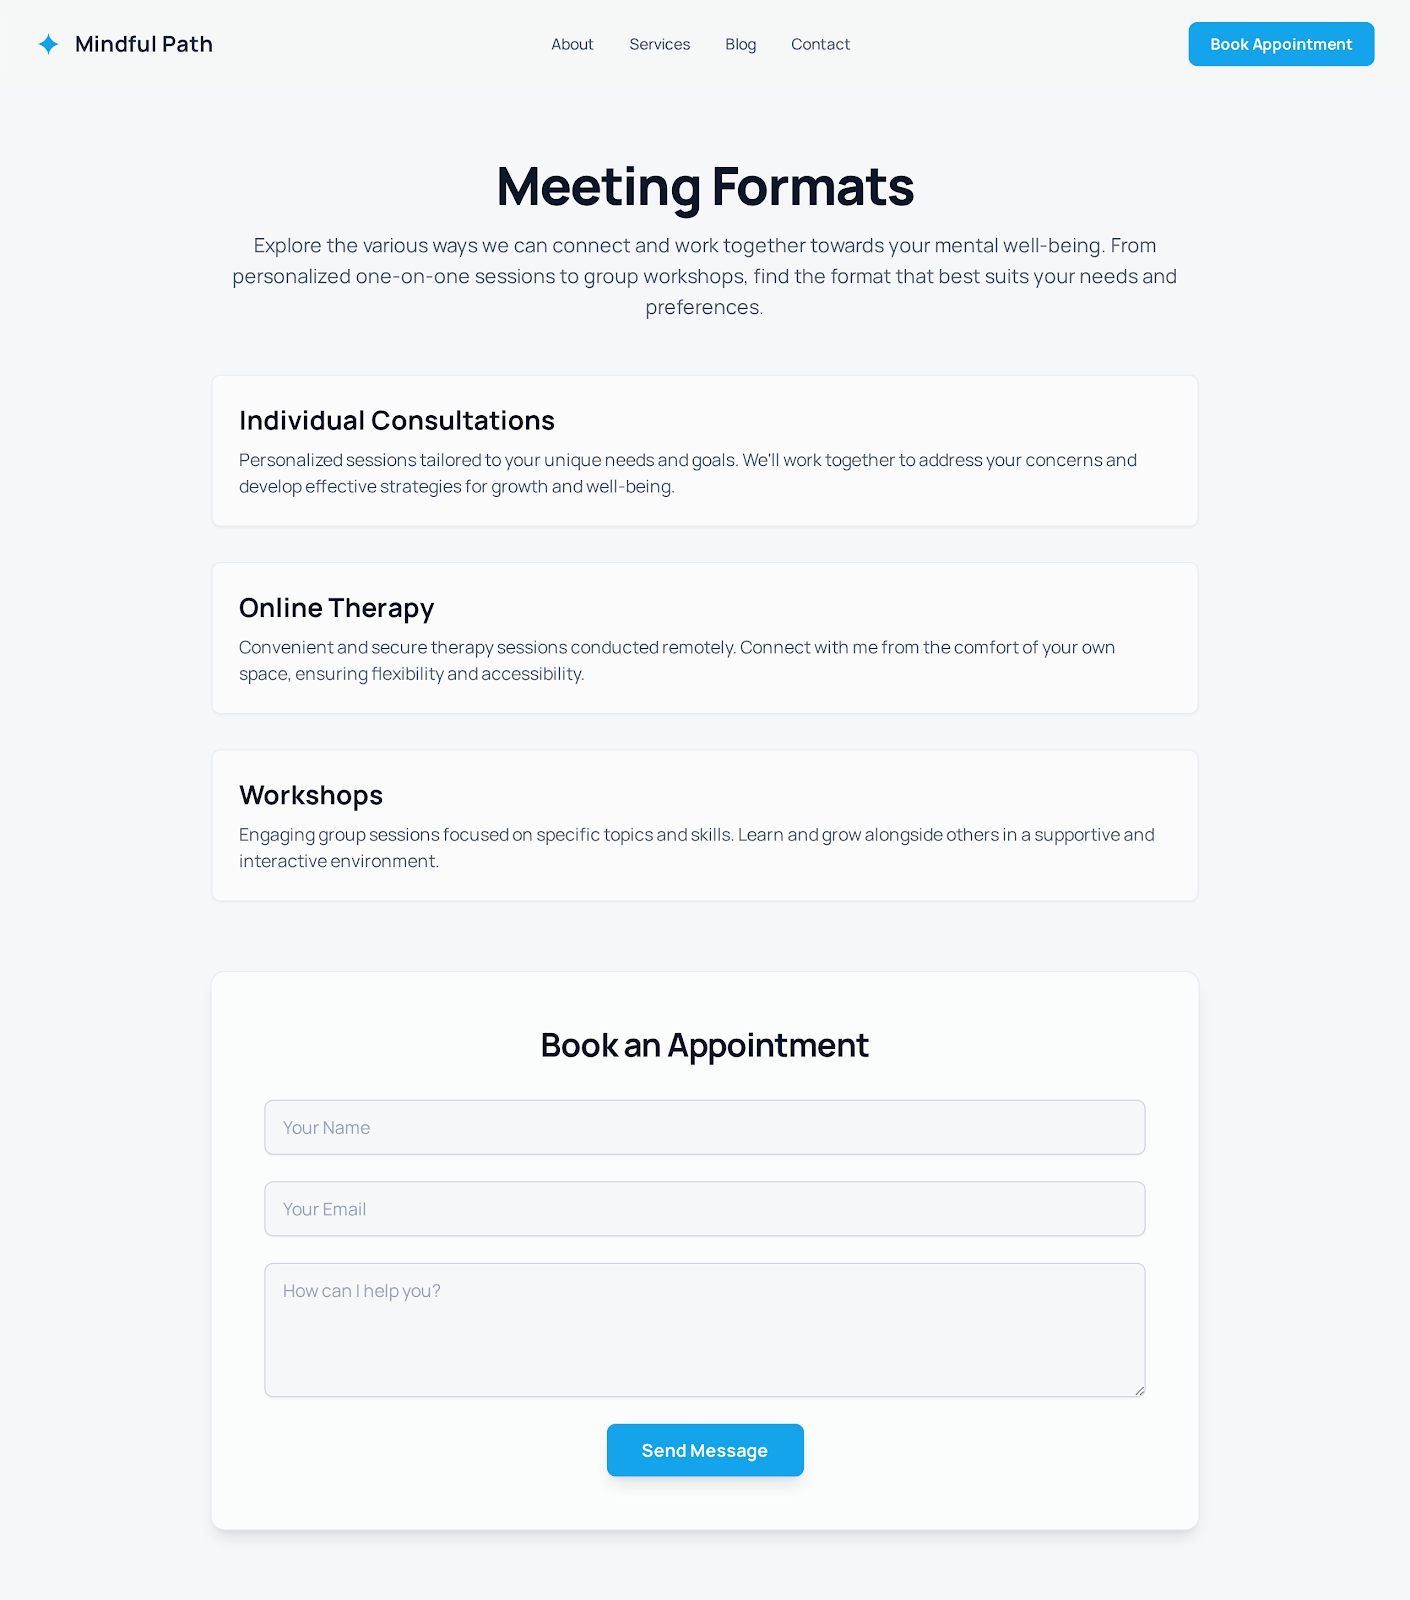 Mindful Path
About
Services
Blog
Contact
Book Appointment
Meeting Formats
Explore the various ways we can connect and work together towards your mental well-being. From
personalized one-on-one sessions to group workshops, find the format that best suits your needs and
preferences.
Individual Consultations
Personalized sessions tailored to your unique needs and goals. We'll work together to address your concerns and
develop effective strategies for growth and well-being.
Online Therapy
Convenient and secure therapy sessions conducted remotely. Connect with me from the comfort of your own
space, ensuring flexibility and accessibility.
Workshops
Engaging group sessions focused on specific topics and skills. Learn and grow alongside others in a supportive and
interactive environment.
Book an Appointment
Your Name
Your Email
How can I help you?
Send Message